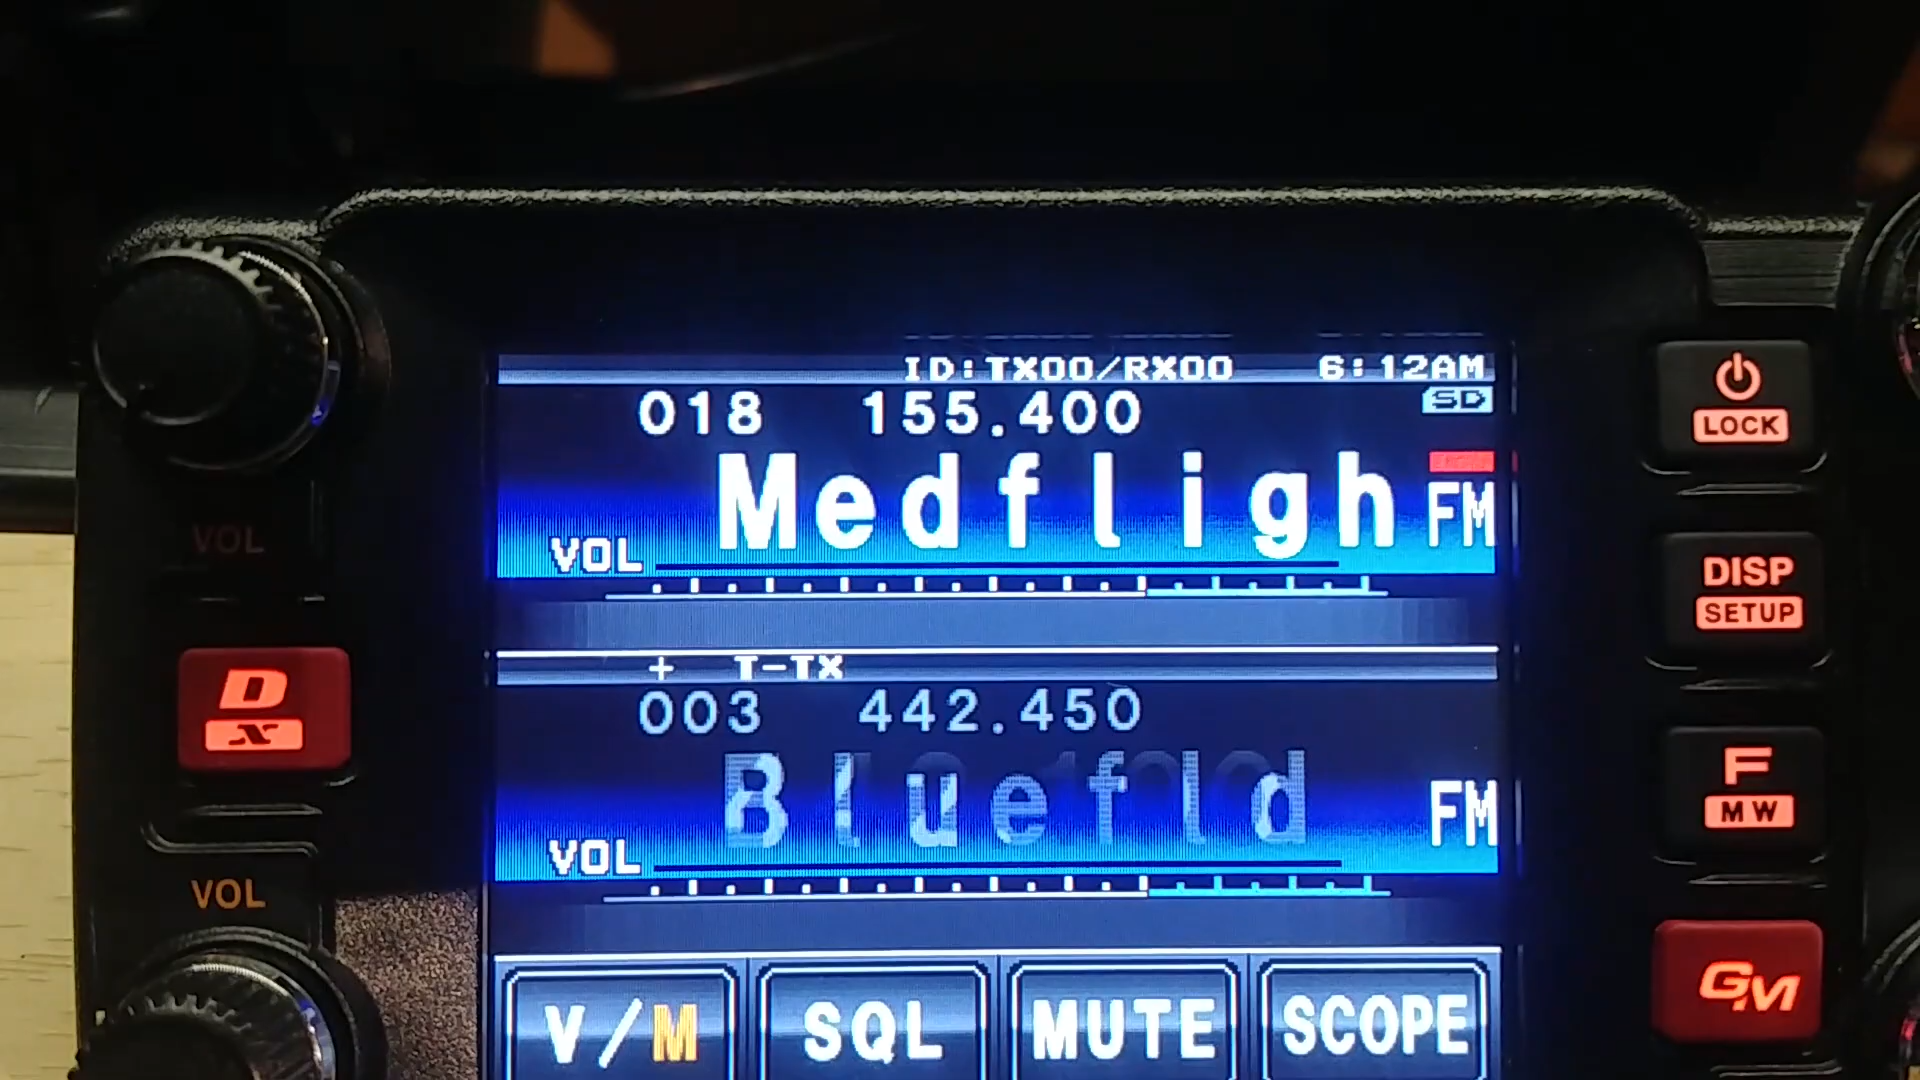 ID:TX00/RX00 6:12AM
018 155.400 SD
Medfligh FM
VOL
+ T-TX
003 442.450
Bluefld FM
VOL
V/M SQL MUTE SCOPE
VOL
D
X
VOL
LOCK
DISP
SETUP
F
MW
GM